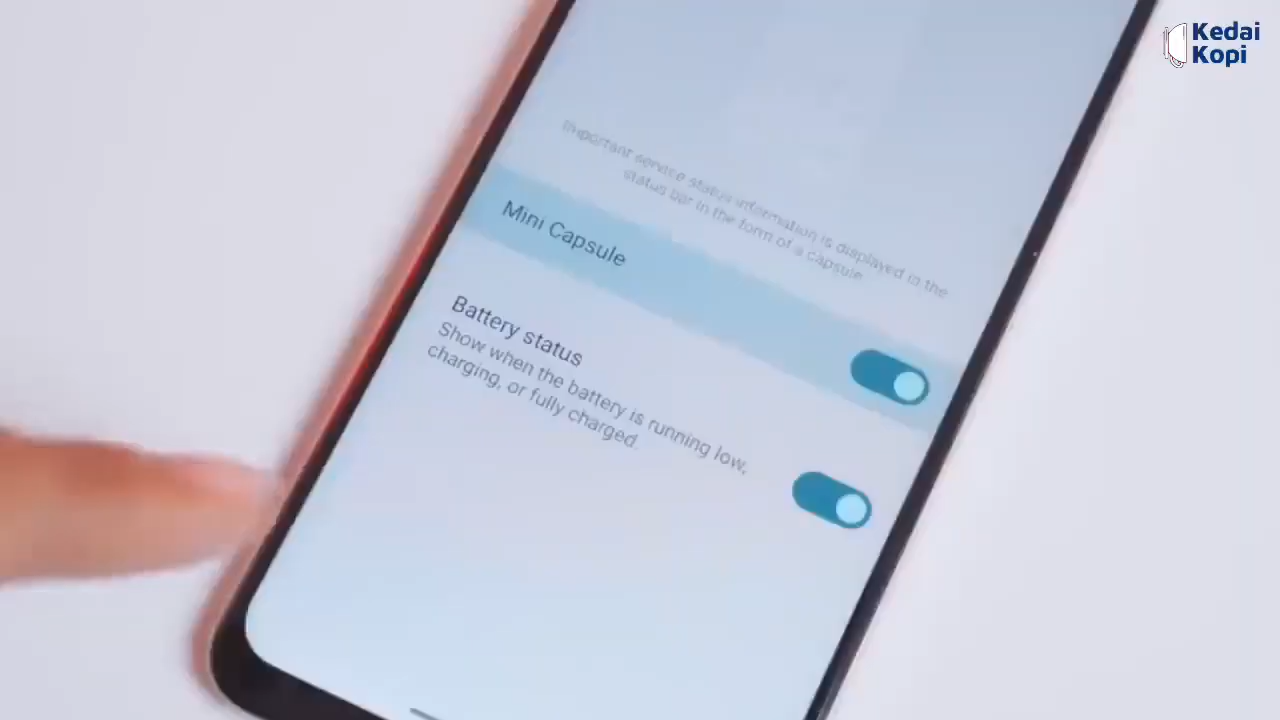 Kedai
Kopi
Important service status information is displayed in the
status bar in the form of a capsule
Mini Capsule
Battery status
Show when the battery is running low,
charging, or fully charged.